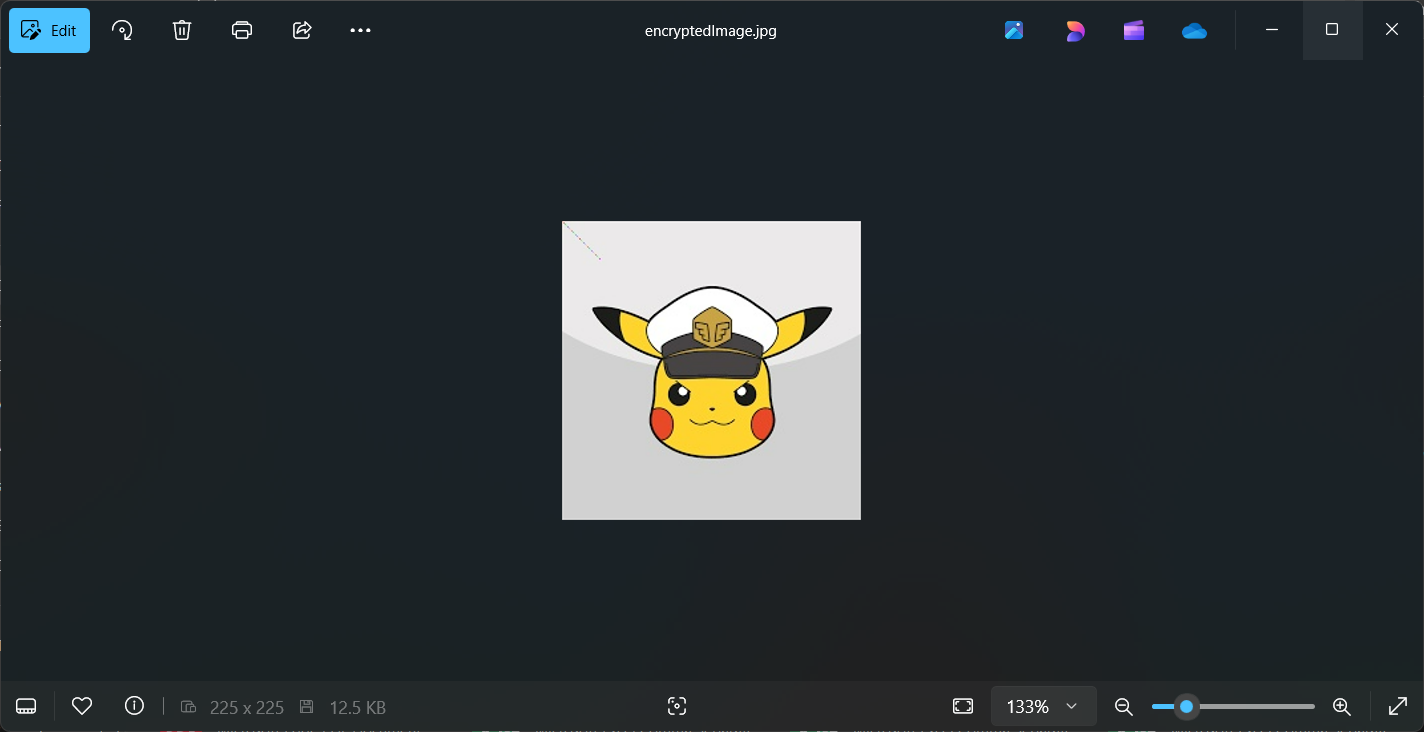 Edit
encryptedImage.jpg
225 x 225
12.5 KB
133%